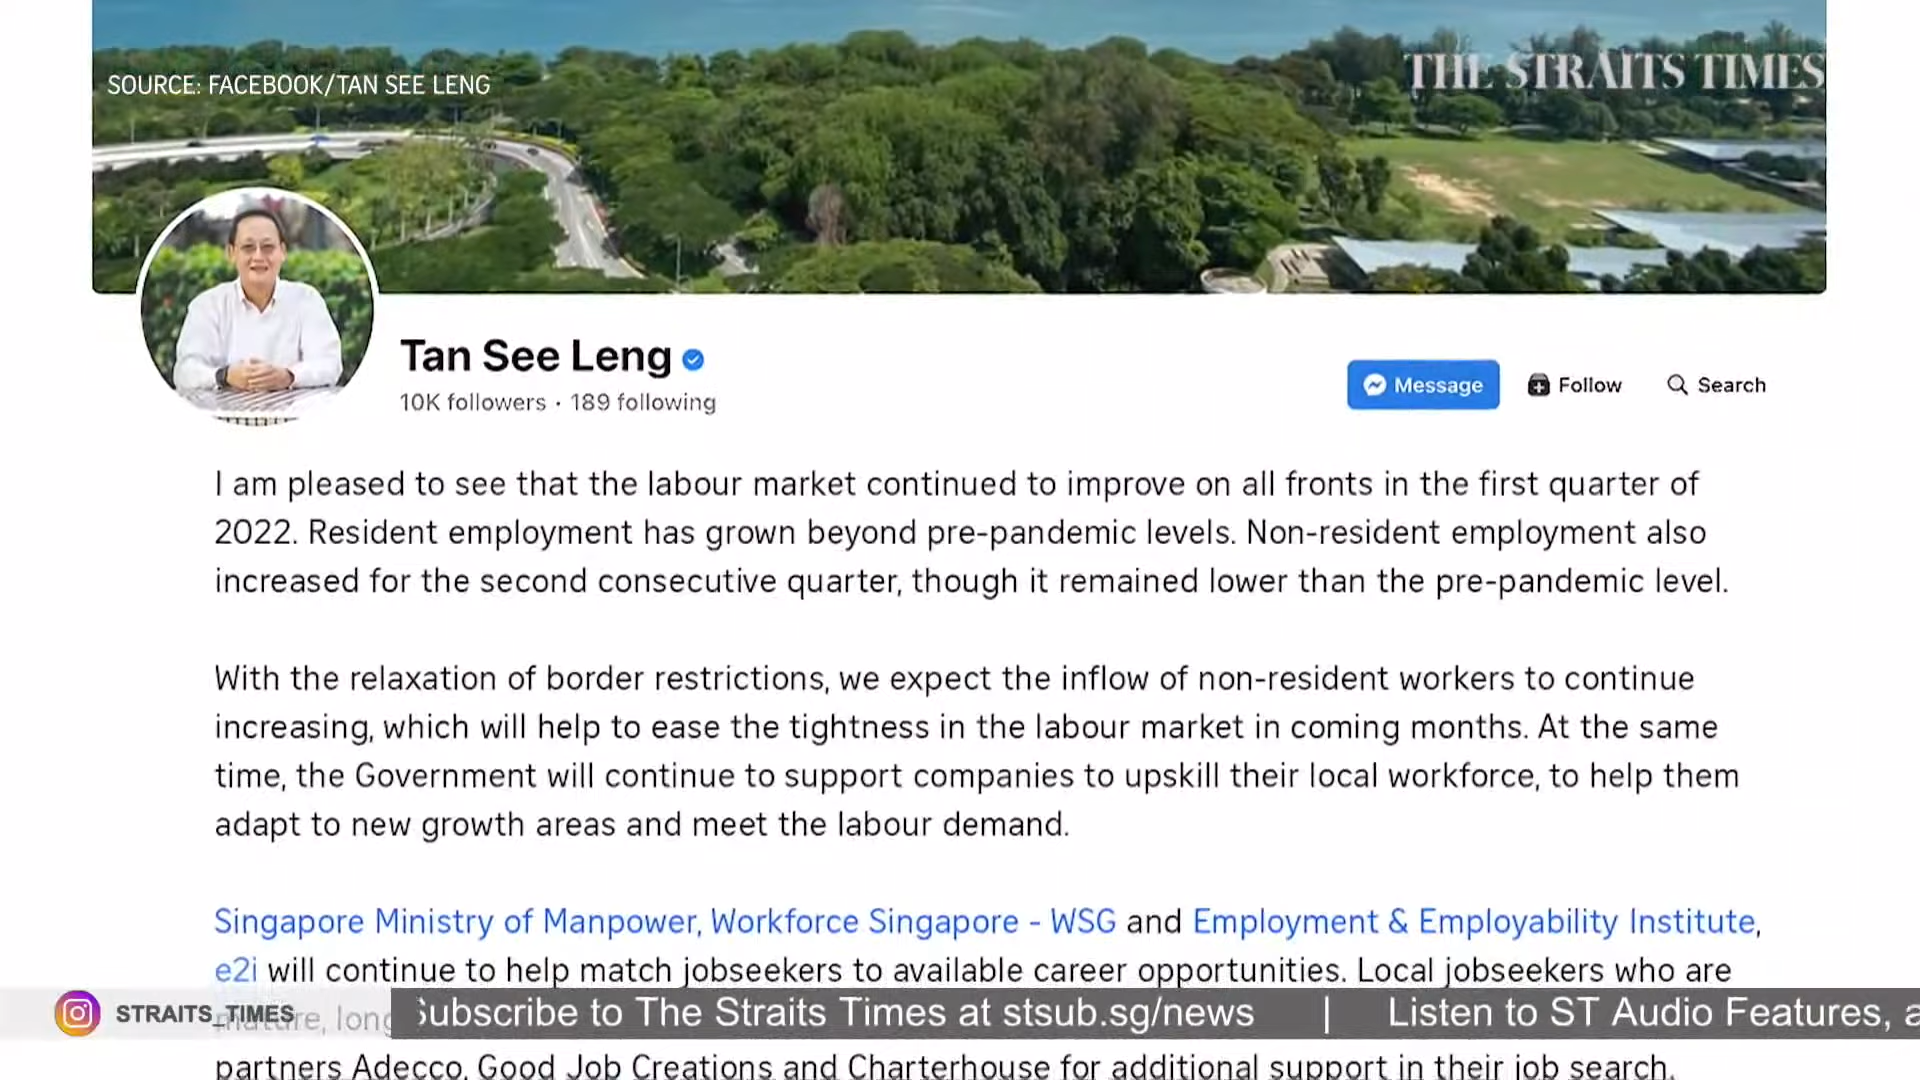 SOURCE: FACEBOOK/TAN SEE LENG
THE STRAITS TIMES
Tan See Leng
10K followers · 189 following
Message
Follow
Search
I am pleased to see that the labour market continued to improve on all fronts in the first quarter of
2022. Resident employment has grown beyond pre-pandemic levels. Non-resident employment also
increased for the second consecutive quarter, though it remained lower than the pre-pandemic level.
With the relaxation of border restrictions, we expect the inflow of non-resident workers to continue
increasing, which will help to ease the tightness in the labour market in coming months. At the same
time, the Government will continue to support companies to upskill their local workforce, to help them
adapt to new growth areas and meet the labour demand.
Singapore Ministry of Manpower, Workforce Singapore - WSG and Employment & Employability Institute,
e2i will continue to help match jobseekers to available career opportunities. Local jobseekers who are
STRAITS_TIMES
Subscribe to The Straits Times at stsub.sg/news | Listen to ST Audio Features, a
partners Adecco, Good Job Creations and Charterhouse for additional support in their job search.